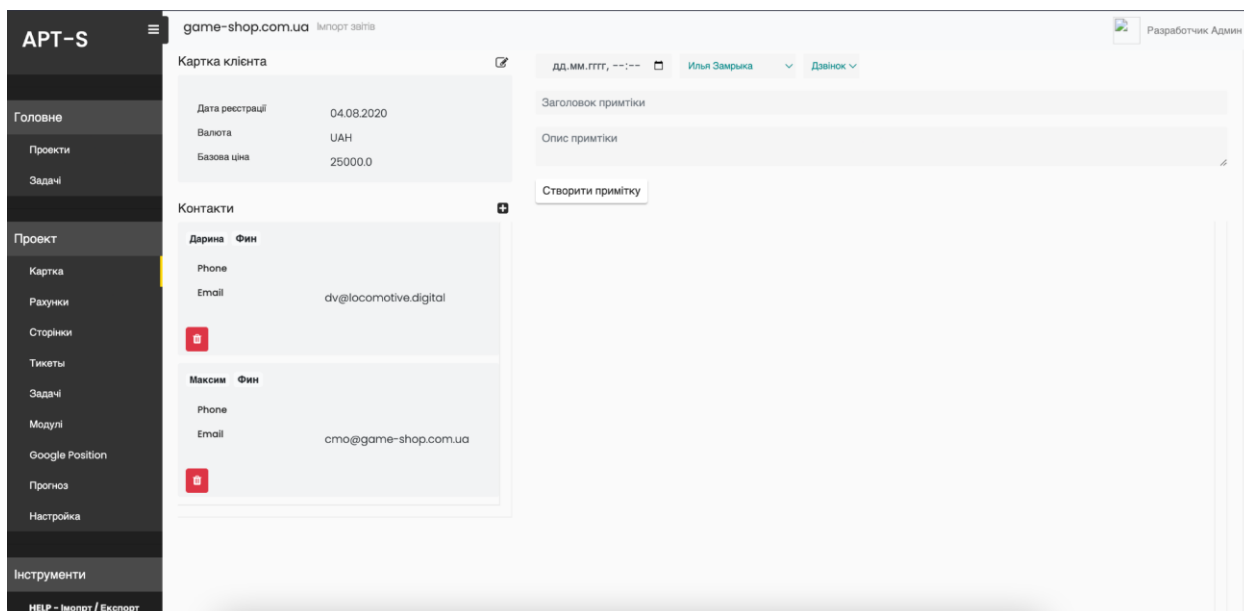 APT-S
game-shop.com.ua Імпорт звітів
Разработчик Админ
Головне
Проекти
Задачі
Проект
Картка
Рахунки
Сторінки
Тикеты
Задачі
Модулі
Google Position
Прогноз
Настройка
Інструменти
HELP - Імопрт / Експорт
Картка клієнта
Дата реєстрації 04.08.2020
Валюта UAH
Базова ціна 25000.0
Контакти
Дарина Фин
Phone
Email dv@locomotive.digital
Максим Фин
Phone
Email cmo@game-shop.com.ua
дд.мм.гггг, --:-- Илья Замрыка Дзвінок
Заголовок примтіки
Опис примтіки
Створити примітку